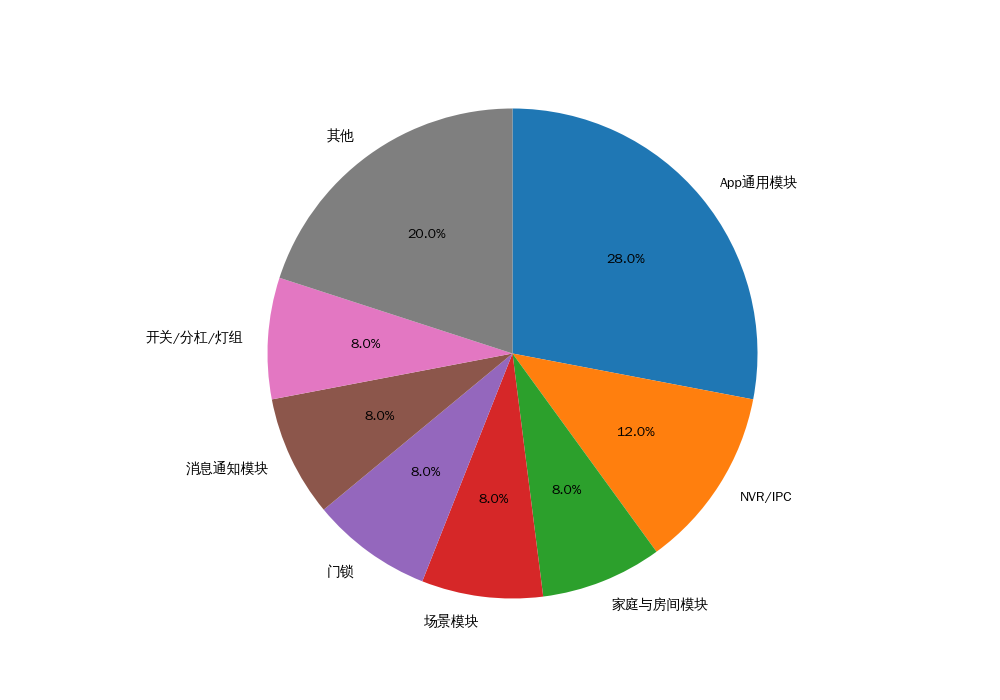 其他
App通用模块
20.0%
28.0%
开关/分杠/灯组
8.0%
8.0%
12.0%
消息通知模块
8.0%
8.0%
8.0%
NVR/IPC
门锁
家庭与房间模块
场景模块